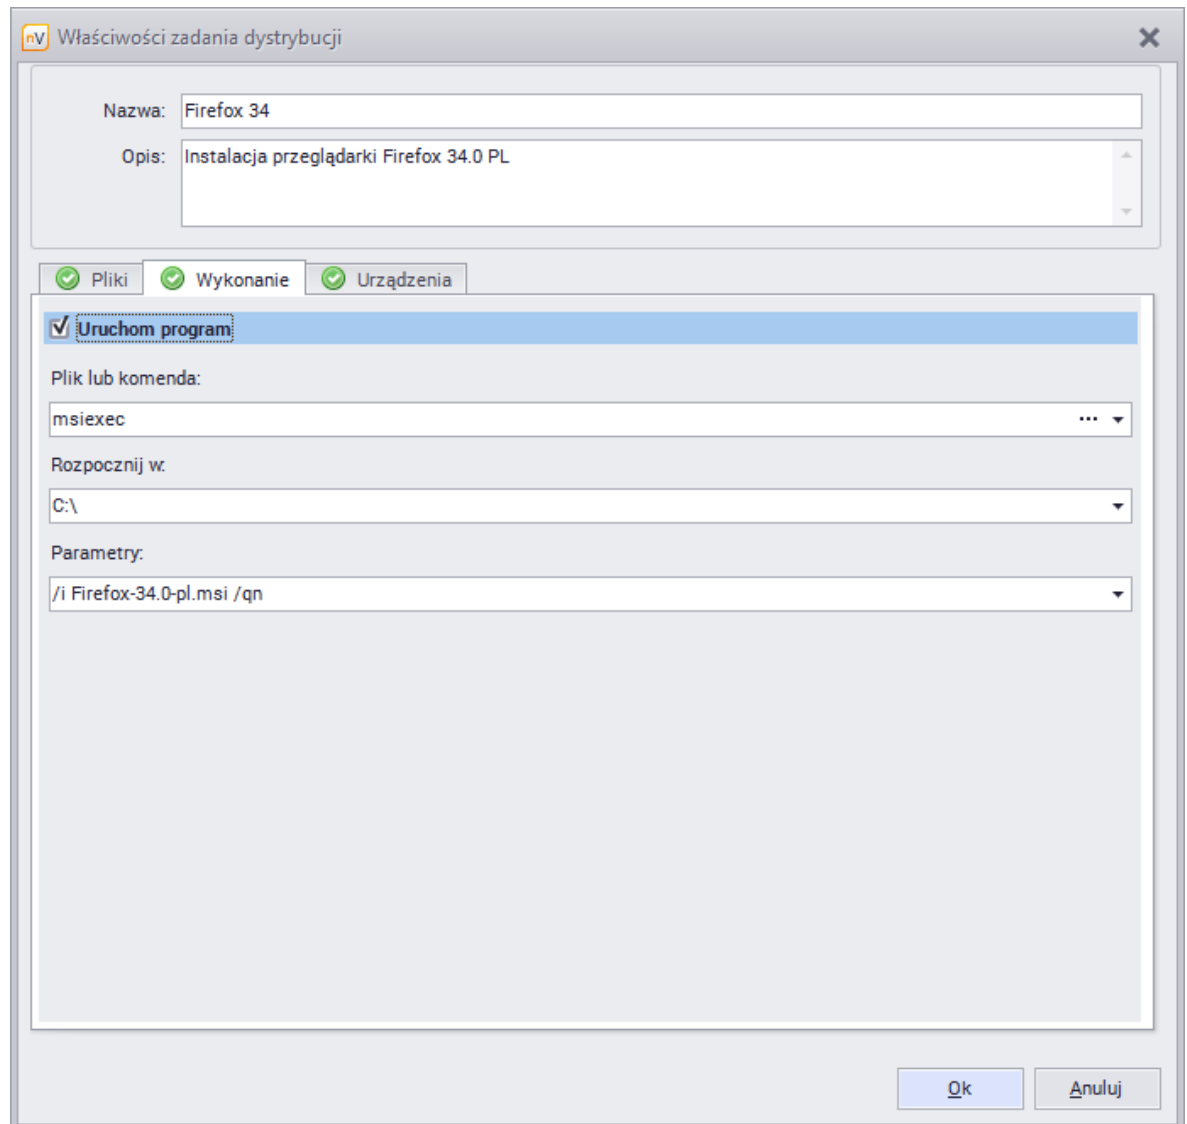 nV Właściwości zadania dystrybucji
Nazwa: Firefox 34
Opis: Instalacja przeglądarki Firefox 34.0 PL
Pliki Wykonanie Urządzenia
Uruchom program
Plik lub komenda:
msiexec ...
Rozpocznij w:
C:\
Parametry:
/i Firefox-34.0-pl.msi /qn
Ok Anuluj